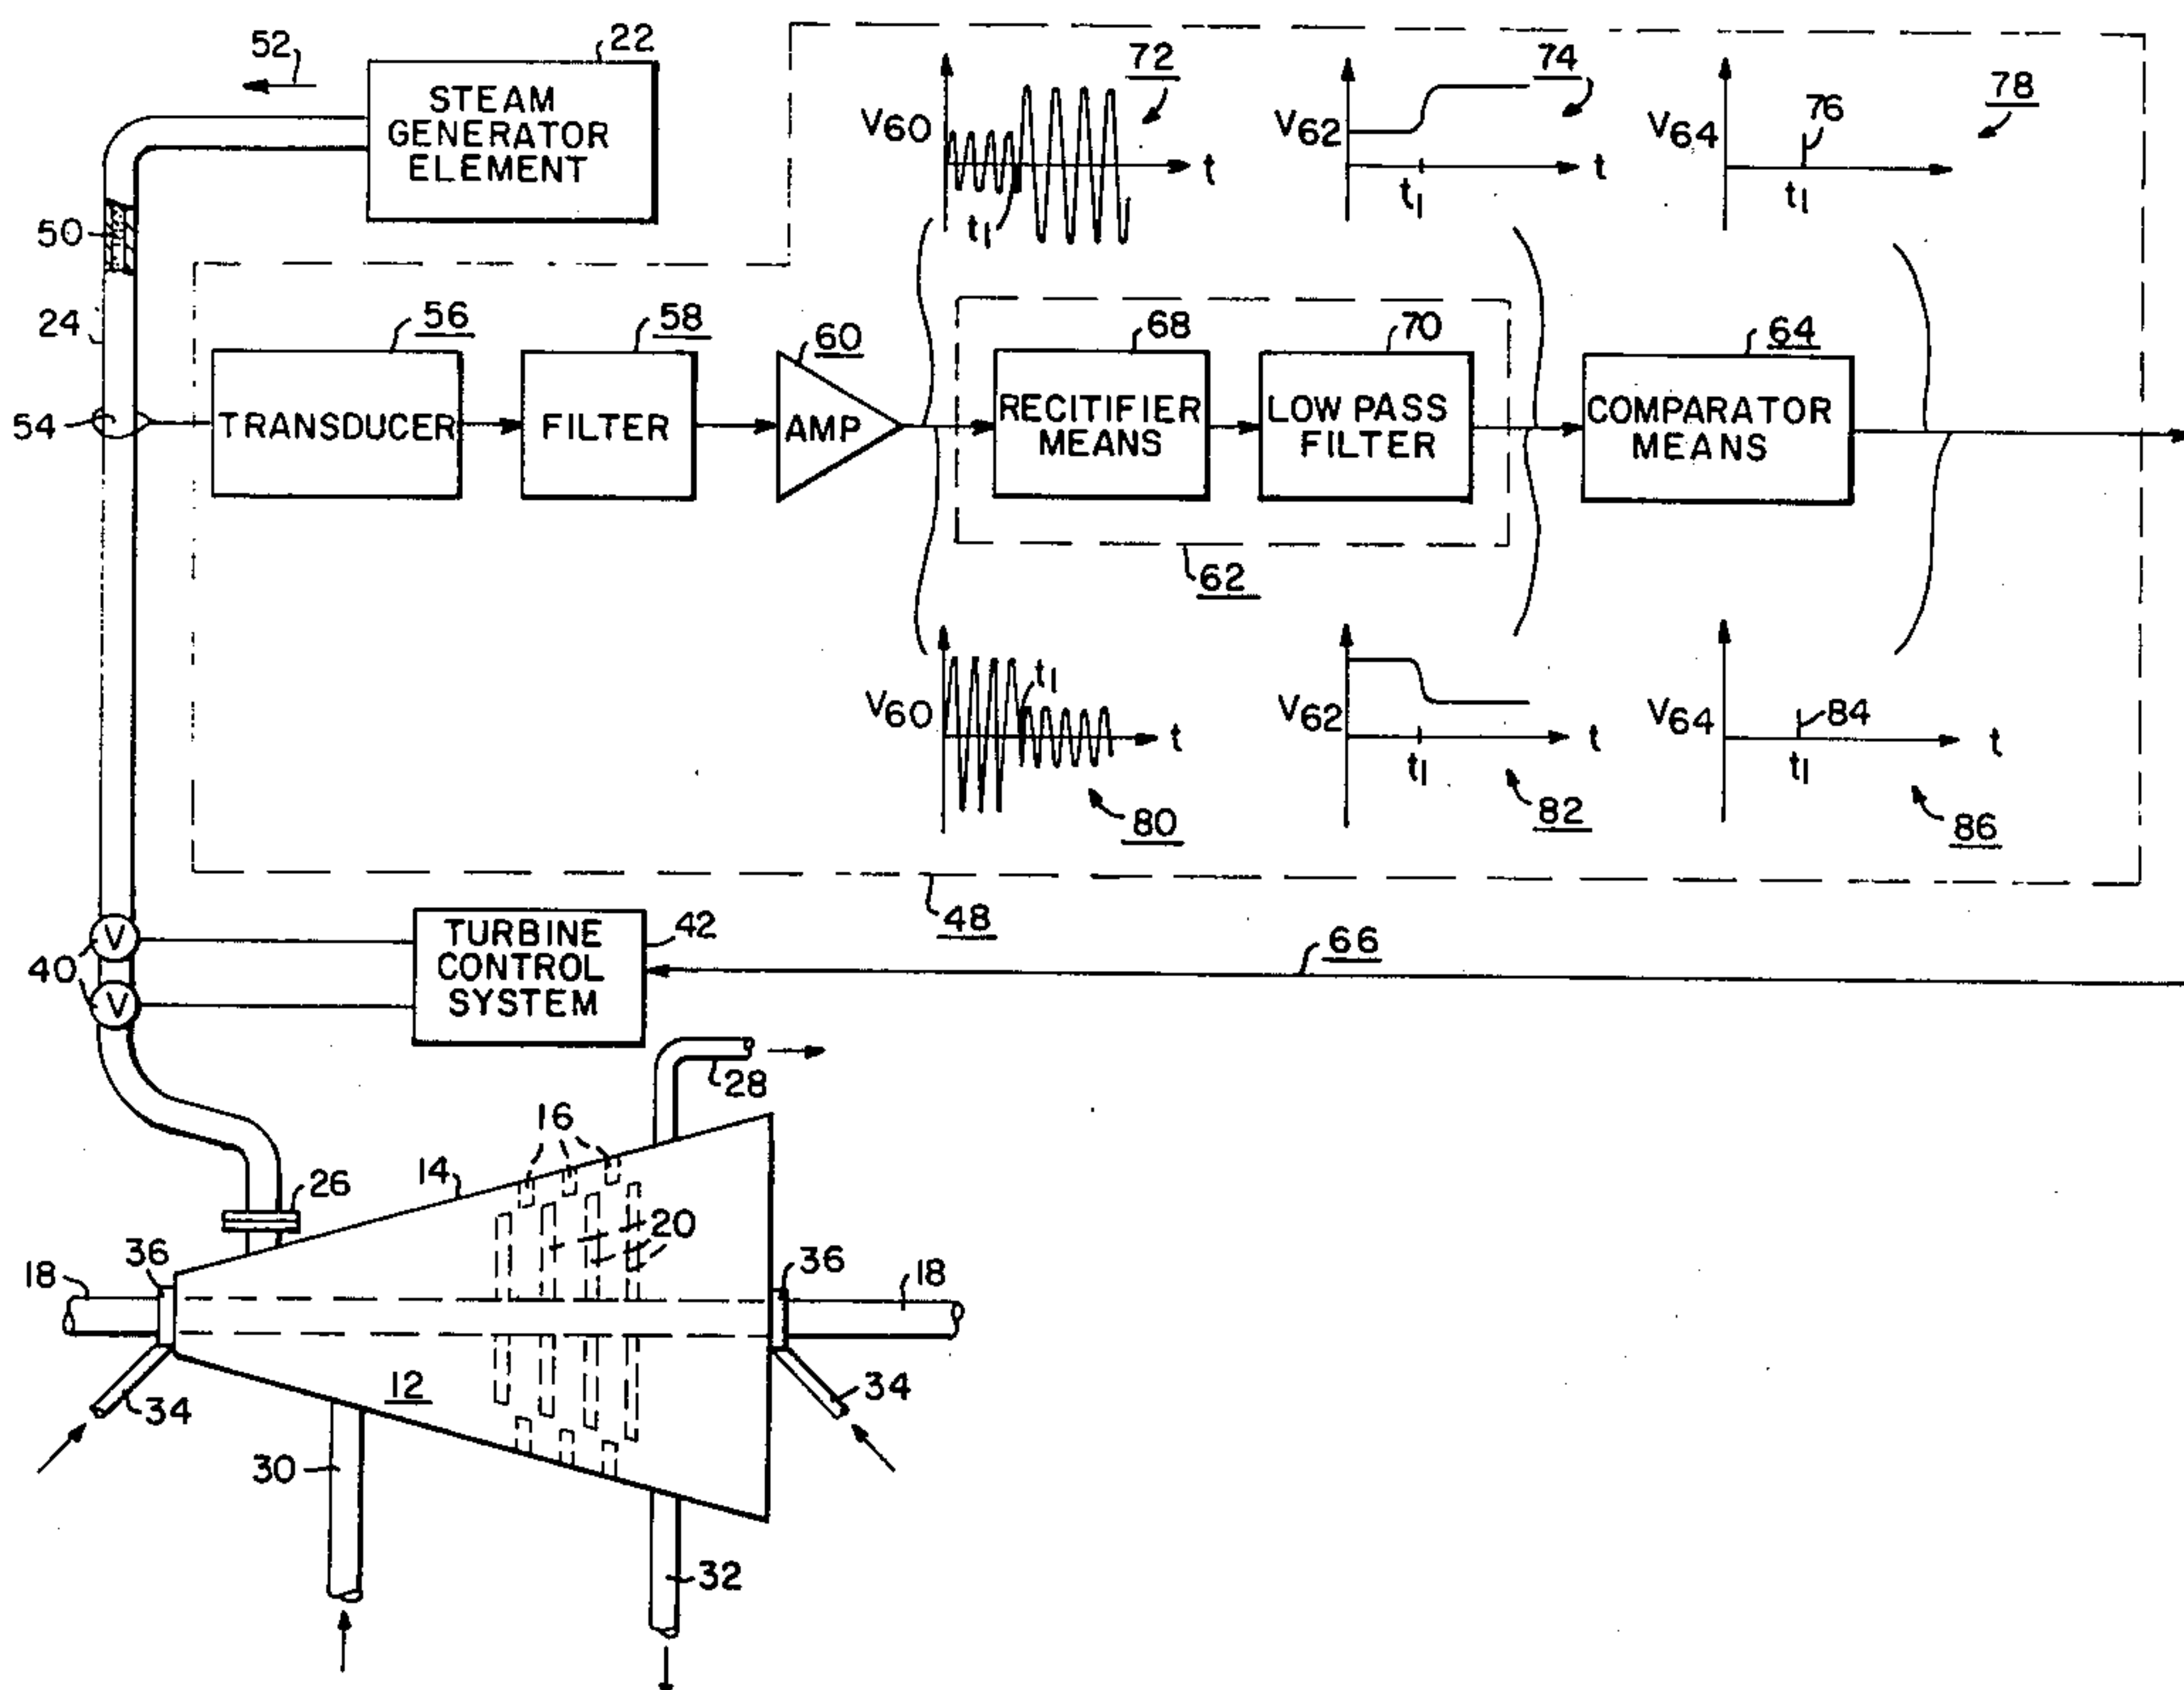 52
22
STEAM
GENERATOR
ELEMENT
50
24
54
72
V60
t
t1
74
V62
t
t1
76
78
V64
t1
56
TRANSDUCER
58
FILTER
60
AMP
68
RECITIFIER
MEANS
70
LOW PASS
FILTER
62
64
COMPARATOR
MEANS
V60
t1
t
80
V62
t
t1
82
V64
84
t
t1
86
48
40
V
V
TURBINE
CONTROL
SYSTEM
42
66
28
16
14
26
20
36
18
36
18
12
34
34
30
32